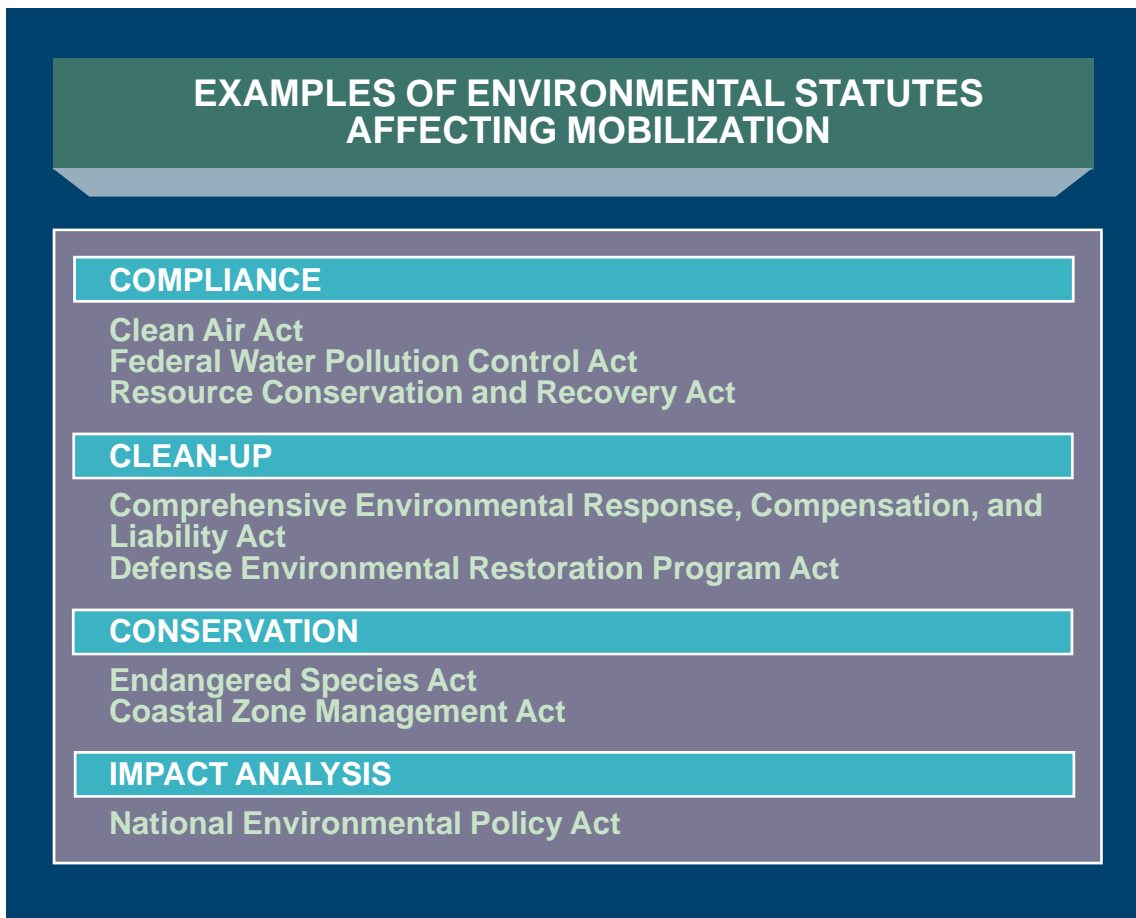 EXAMPLES OF ENVIRONMENTAL STATUTES
AFFECTING MOBILIZATION
COMPLIANCE
Clean Air Act
Federal Water Pollution Control Act
Resource Conservation and Recovery Act
CLEAN-UP
Comprehensive Environmental Response, Compensation, and
Liability Act
Defense Environmental Restoration Program Act
CONSERVATION
Endangered Species Act
Coastal Zone Management Act
IMPACT ANALYSIS
National Environmental Policy Act